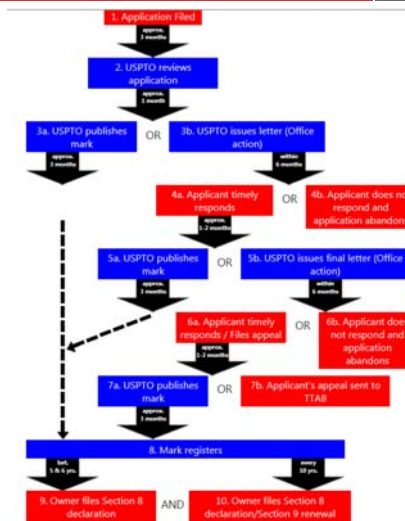 1. Application Filed
approx.
3 months
2. USPTO reviews
application
approx.
1 month
3a. USPTO publishes
mark
OR
3b. USPTO issues letter (Office
action)
approx.
3 months
within
6 months
4a. Applicant timely
responds
OR
4b. Applicant does no
respond and
application abandons
approx.
1-2 months
5a. USPTO publishes
mark
OR
5b. USPTO issues final letter (Office
action)
approx.
3 months
within
6 months
6a. Applicant timely
responds / Files appeal
OR
6b. Applicant doe
not respond and
application
abandons
approx.
1-2 months
7a. USPTO publishes
mark
OR
7b. Applicant's appeal sent to
TTAB
approx.
3 months
8. Mark registers
bet.
5 & 6 yrs.
every
10 yrs.
9. Owner files Section 8
declaration
AND
10. Owner files Section 8
declaration/Section 9 renewal